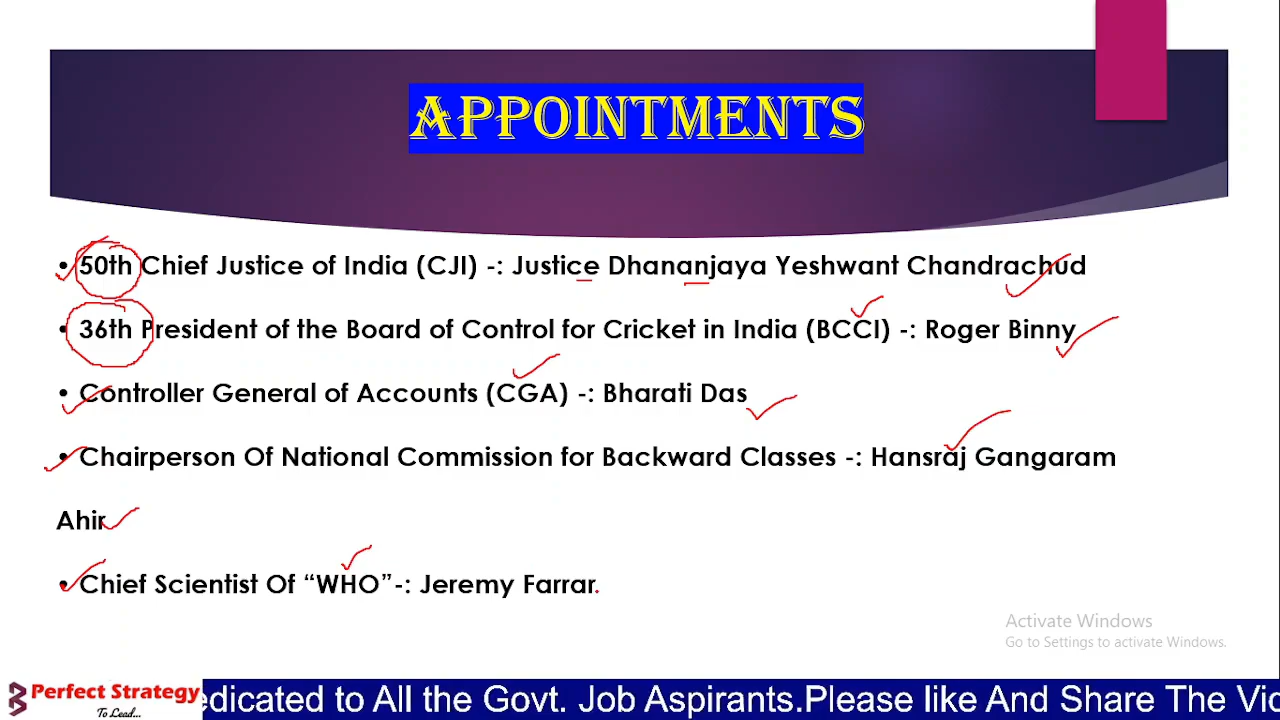 APPOINTMENTS
• 50th Chief Justice of India (CJI) -: Justice Dhananjaya Yeshwant Chandrachud
• 36th President of the Board of Control for Cricket in India (BCCI) -: Roger Binny
• Controller General of Accounts (CGA) -: Bharati Das
• Chairperson Of National Commission for Backward Classes -: Hansraj Gangaram
Ahir
• Chief Scientist Of “WHO”-: Jeremy Farrar.
Activate Windows
Go to Settings to activate Windows.
Perfect Strategy
To Lead...
edicated to All the Govt. Job Aspirants.Please like And Share The Vid